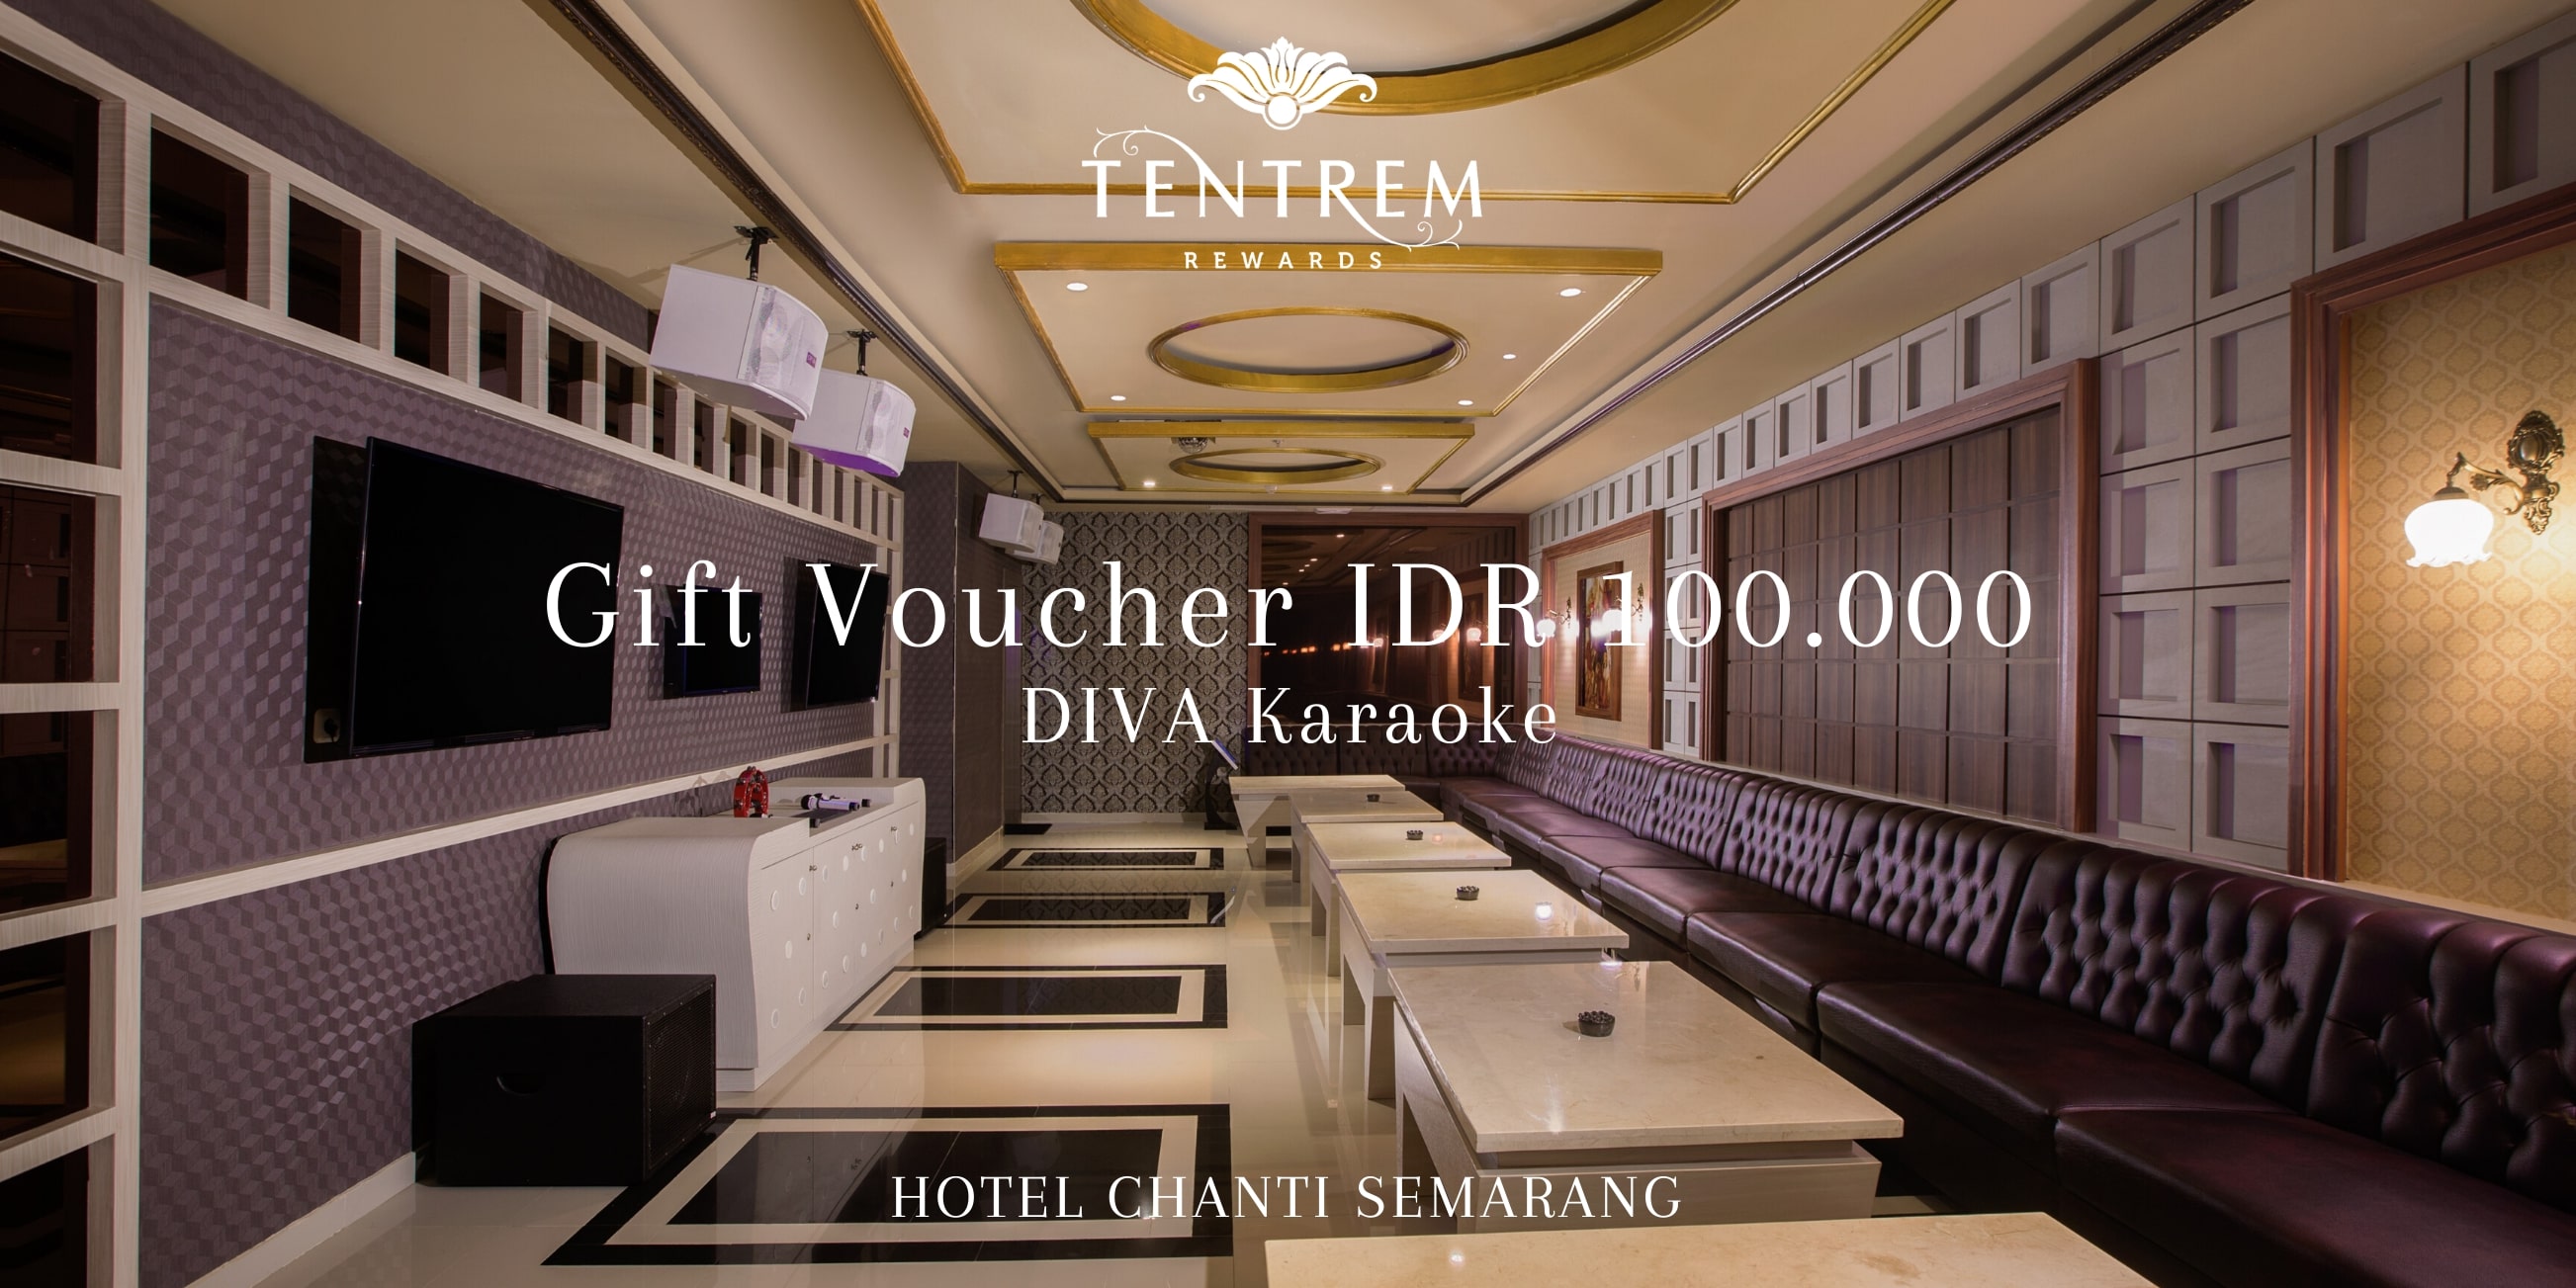 TENTREM
REWARDS
Gift Voucher IDR 100.000
DIVA Karaoke
HOTEL CHANTI SEMARANG